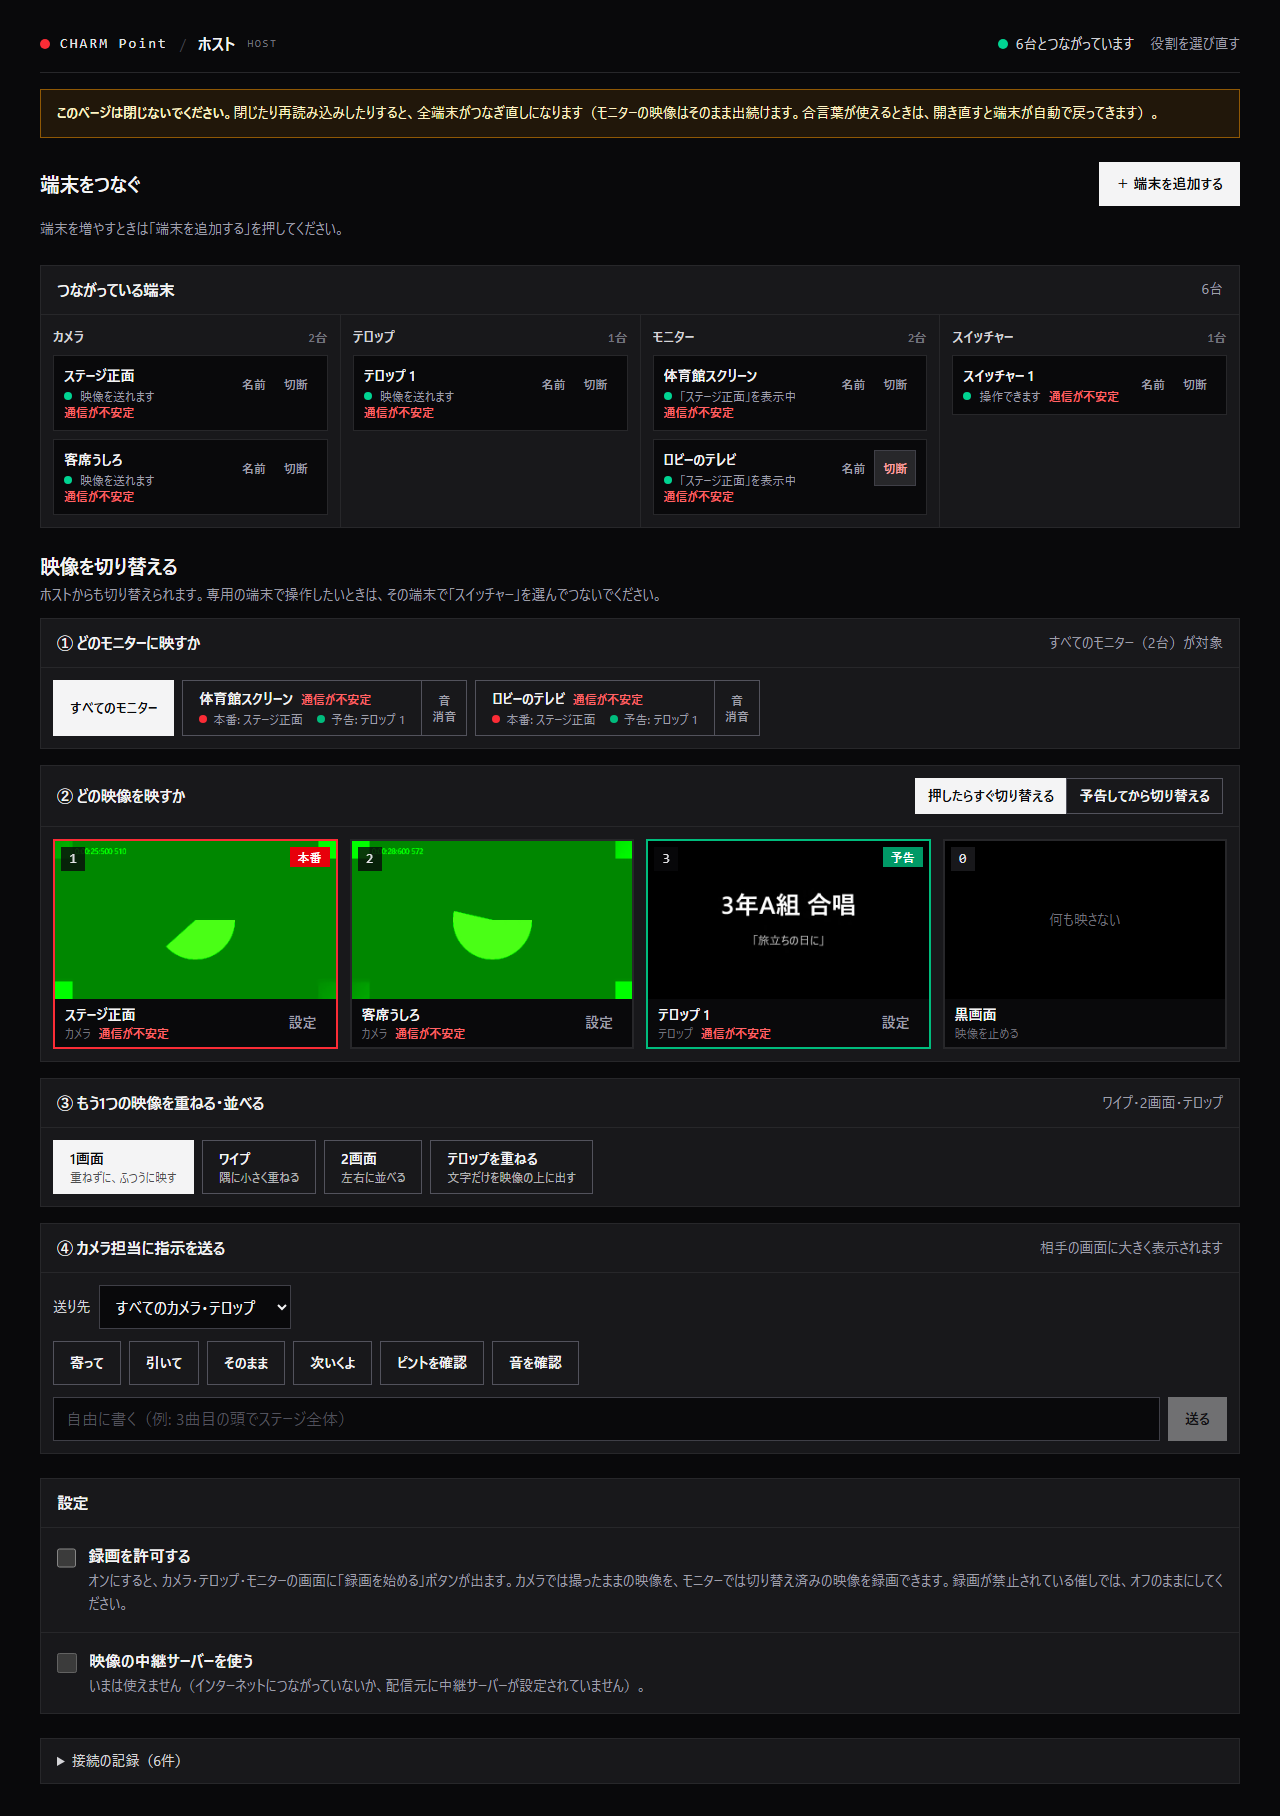 CHARM Point / ホスト HOST
6台とつながっています 役割を選び直す
このページは閉じないでください。閉じたり再読み込みしたりすると、全端末がつなぎ直しになります（モニターの映像はそのまま出続けます。合言葉が使えるときは、開き直すと端末が自動で戻ってきます）。
端末をつなぐ
＋ 端末を追加する
端末を増やすときは「端末を追加する」を押してください。
つながっている端末 6台
カメラ 2台
ステージ正面
映像を送れます
通信が不安定
名前 切断
客席うしろ
映像を送れます
通信が不安定
名前 切断
テロップ 1台
テロップ 1
映像を送れます
通信が不安定
名前 切断
モニター 2台
体育館スクリーン
「ステージ正面」を表示中
通信が不安定
名前 切断
ロビーのテレビ
「ステージ正面」を表示中
通信が不安定
名前 切断
スイッチャー 1台
スイッチャー 1
操作できます 通信が不安定
名前 切断
映像を切り替える
ホストからも切り替えられます。専用の端末で操作したいときは、その端末で「スイッチャー」を選んでつないでください。
① どのモニターに映すか すべてのモニター（2台）が対象
すべてのモニター
体育館スクリーン 通信が不安定
本番: ステージ正面 予告: テロップ 1
音
消音
ロビーのテレビ 通信が不安定
本番: ステージ正面 予告: テロップ 1
音
消音
② どの映像を映すか
押したらすぐ切り替える 予告してから切り替える
1
0:25:900 510
本番
ステージ正面
カメラ 通信が不安定
設定
2
0:28:900 572
客席うしろ
カメラ 通信が不安定
設定
3
予告
3年A組 合唱
「旅立ちの日に」
テロップ 1
テロップ 通信が不安定
設定
0
何も映さない
黒画面
映像を止める
③ もう1つの映像を重ねる・並べる ワイプ・2画面・テロップ
1画面
重ねずに、ふつうに映す
ワイプ
隅に小さく重ねる
2画面
左右に並べる
テロップを重ねる
文字だけを映像の上に出す
④ カメラ担当に指示を送る 相手の画面に大きく表示されます
送り先 すべてのカメラ・テロップ
寄って 引いて そのまま 次いくよ ピントを確認 音を確認
自由に書く（例: 3曲目の頭でステージ全体） 送る
設定
録画を許可する
オンにすると、カメラ・テロップ・モニターの画面に「録画を始める」ボタンが出ます。カメラでは撮ったままの映像を、モニターでは切り替え済みの映像を録画できます。録画が禁止されている催しでは、オフのままにしてく
ださい。
映像の中継サーバーを使う
いまは使えません（インターネットにつながっていないか、配信元に中継サーバーが設定されていません）。
▶ 接続の記録（6件）